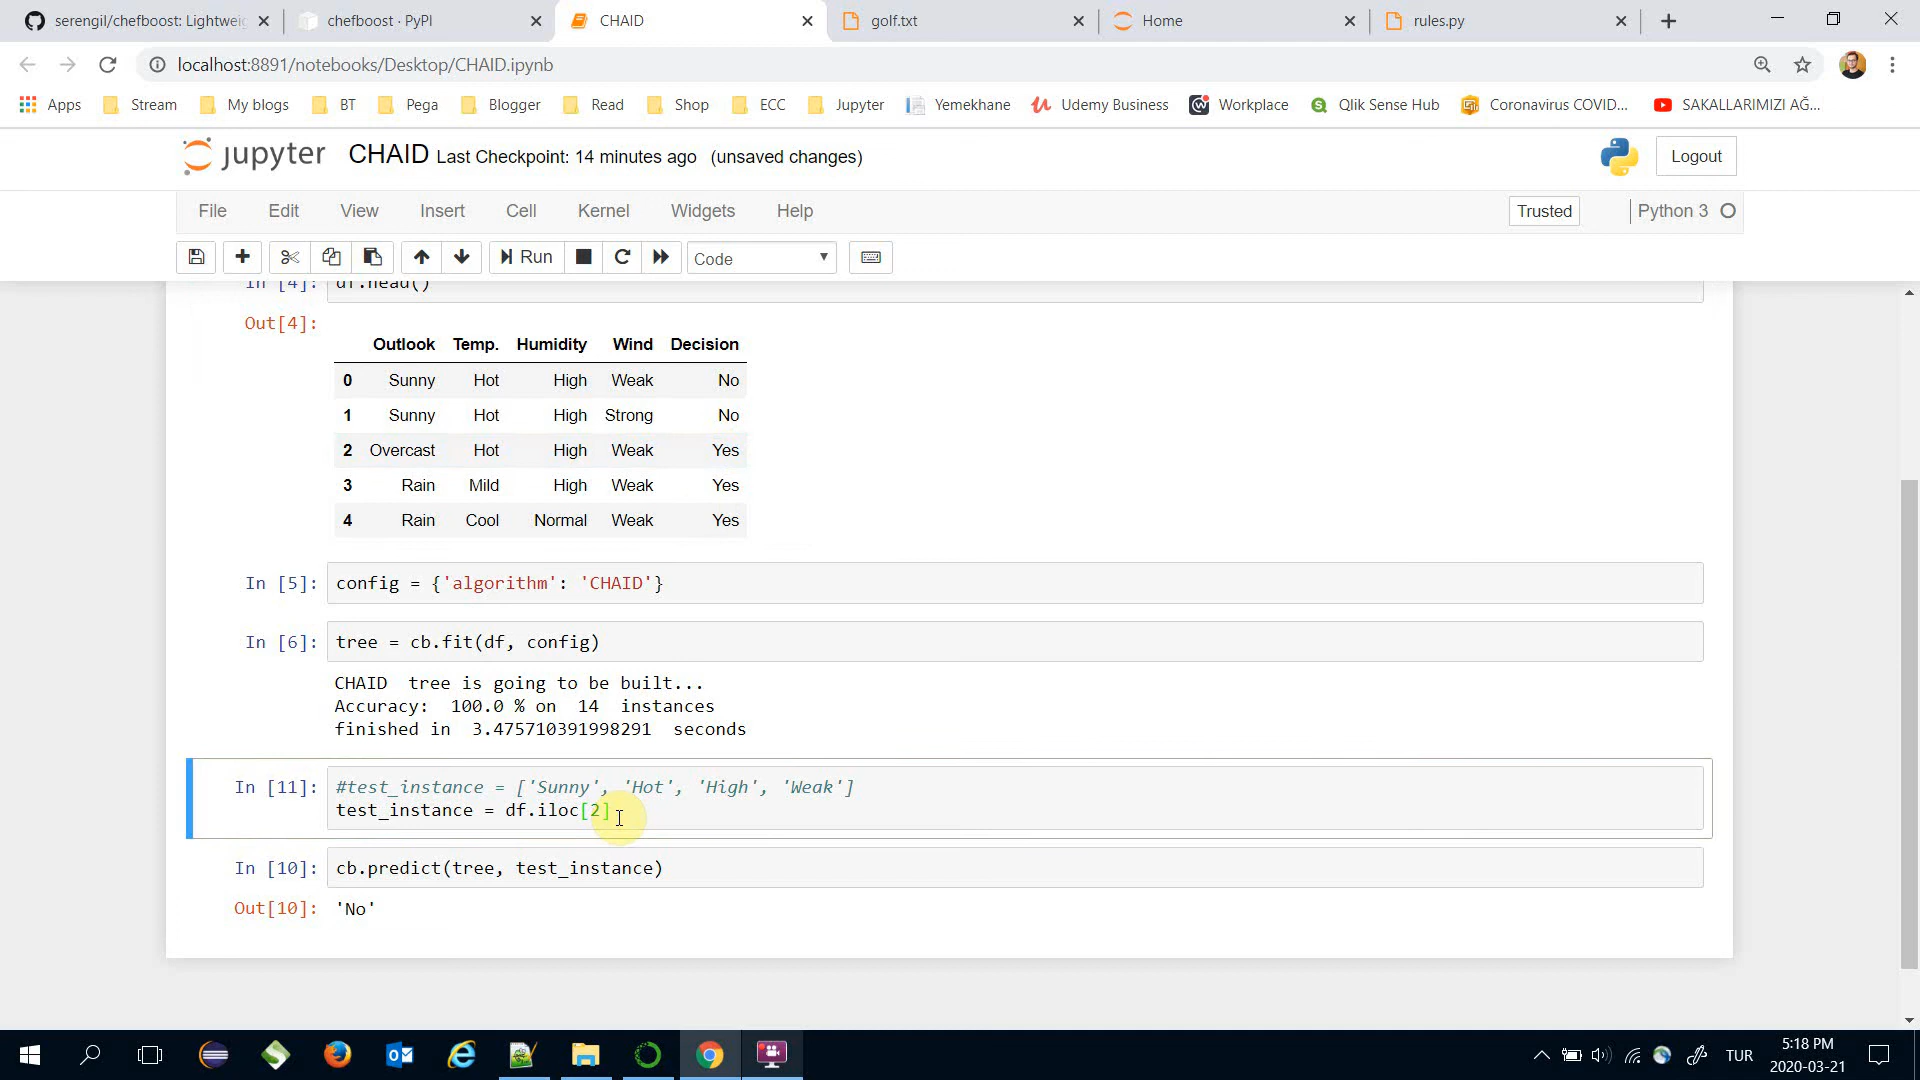 serengil/chefboost: Lightwei
chefboost · PyPI
CHAID
golf.txt
Home
rules.py
localhost:8891/notebooks/Desktop/CHAID.ipynb
Apps Stream My blogs BT Pega Blogger Read Shop ECC Jupyter Yemekhane Udemy Business Workplace Qlik Sense Hub Coronavirus COVID... SAKALLARIMIZI AĞ...
jupyter CHAID Last Checkpoint: 14 minutes ago (unsaved changes) Logout
File Edit View Insert Cell Kernel Widgets Help Trusted Python 3
Run Code
In [4]: df.head()
Out[4]:
Outlook Temp. Humidity Wind Decision
0 Sunny Hot High Weak No
1 Sunny Hot High Strong No
2 Overcast Hot High Weak Yes
3 Rain Mild High Weak Yes
4 Rain Cool Normal Weak Yes
In [5]: config = {'algorithm': 'CHAID'}
In [6]: tree = cb.fit(df, config)
CHAID tree is going to be built...
Accuracy: 100.0 % on 14 instances
finished in 3.475710391998291 seconds
In [11]: #test_instance = ['Sunny', 'Hot', 'High', 'Weak']
test_instance = df.iloc[2]
In [10]: cb.predict(tree, test_instance)
Out[10]: 'No'
TUR
5:18 PM
2020-03-21